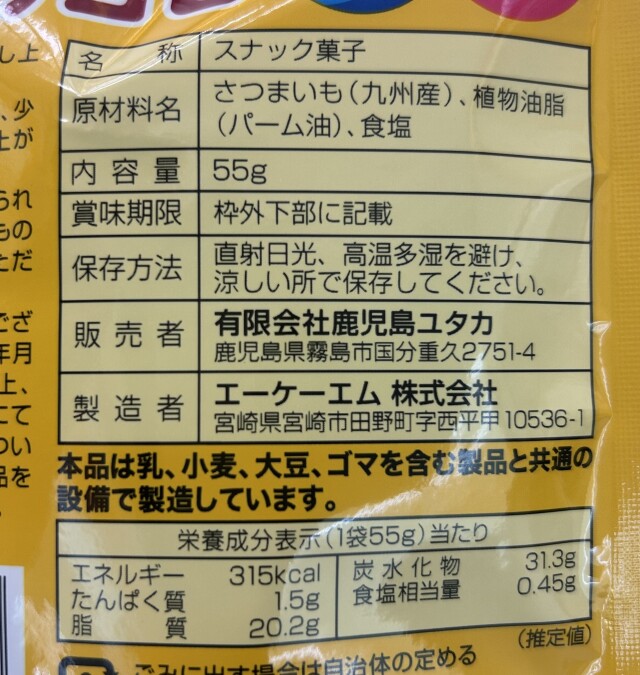 名称 スナック菓子
原材料名 さつまいも(九州産)、植物油脂
(パーム油)、食塩
内容量 55g
賞味期限 枠外下部に記載
保存方法 直射日光、高温多湿を避け、
涼しい所で保存してください。
販売者 有限会社鹿児島ユタカ
鹿児島県霧島市国分重久2751-4
製造者 エーケーエム 株式会社
宮崎県宮崎市田野町字西平甲10536-1
本品は乳、小麦、大豆、ゴマを含む製品と共通の
設備で製造しています。
栄養成分表示(1袋55g)当たり
エネルギー 315kcal
たんぱく質 1.5g
脂質 20.2g
炭水化物 31.3g
食塩相当量 0.45g
(推定値)
ごみに出す場合は自治体の定める